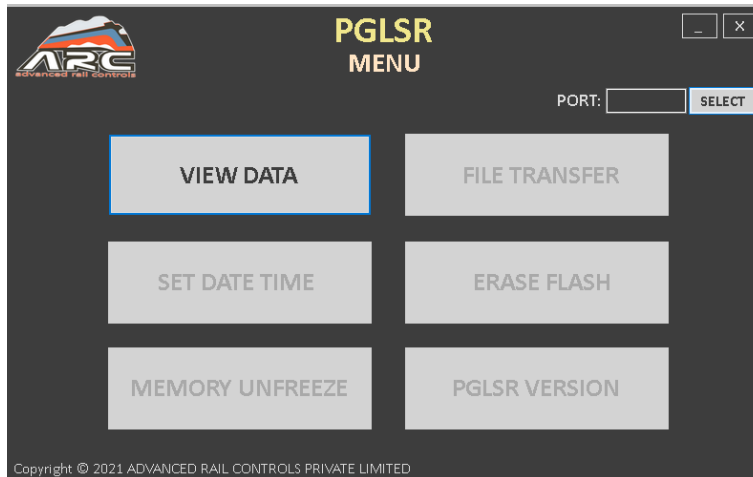 ARC
advanced rail controls
PGLSR
MENU
_ X
PORT: SELECT
VIEW DATA
FILE TRANSFER
SET DATE TIME
ERASE FLASH
MEMORY UNFREEZE
PGLSR VERSION
Copyright © 2021 ADVANCED RAIL CONTROLS PRIVATE LIMITED